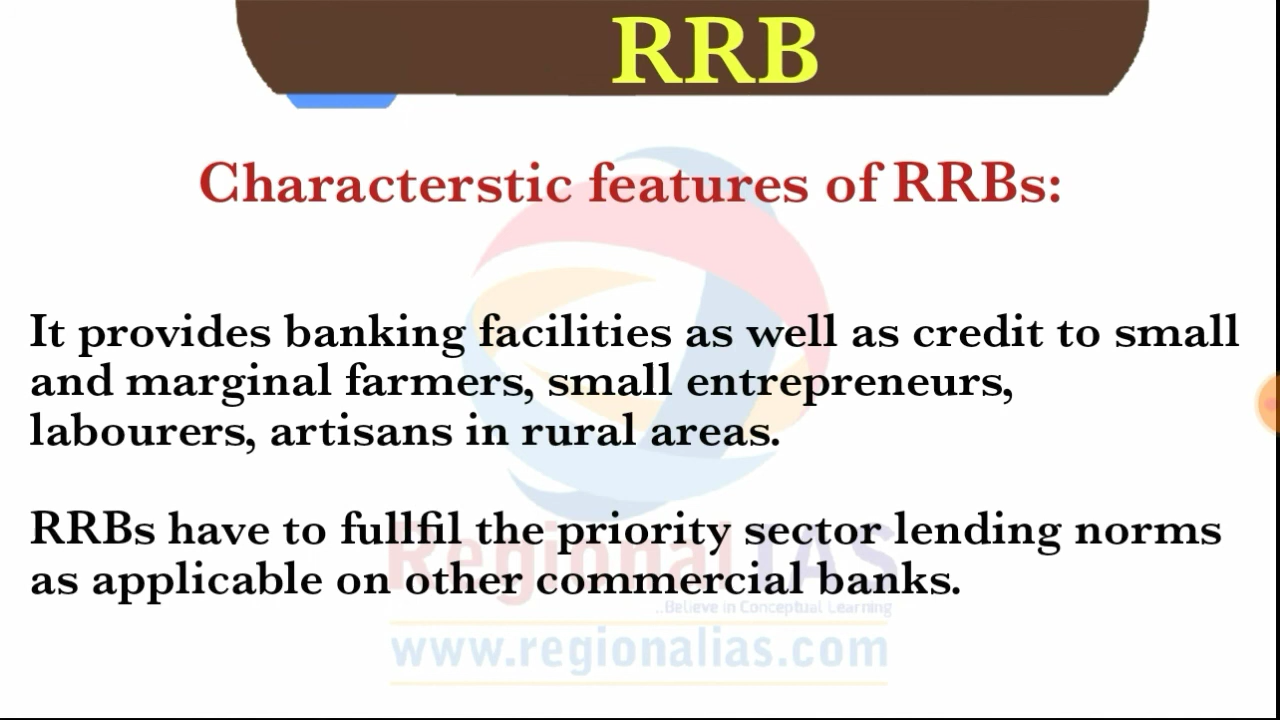 RRB
Characterstic features of RRBs:
It provides banking facilities as well as credit to small
and marginal farmers, small entrepreneurs,
labourers, artisans in rural areas.
RRBs have to fullfil the priority sector lending norms
as applicable on other commercial banks.
Regional IAS
..Believe in Conceptual Learning
www.regionalias.com